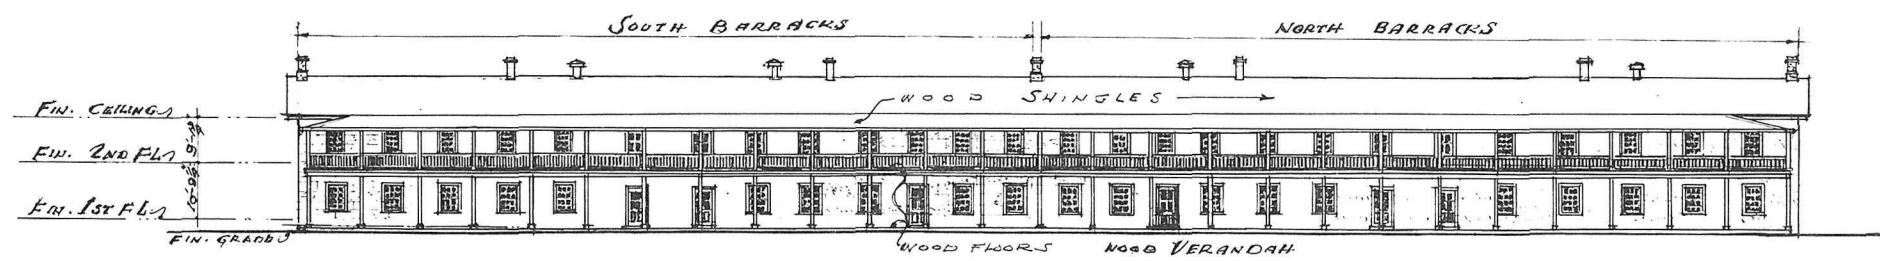 SOUTH BARRACKS
NORTH BARRACKS
WOOD SHINGLES
FIN. CEILINGS
FIN. 2ND FL.
FIN. 1ST FL.
FIN. GRADE
WOOD FLOORS
WOOD VERANDAH